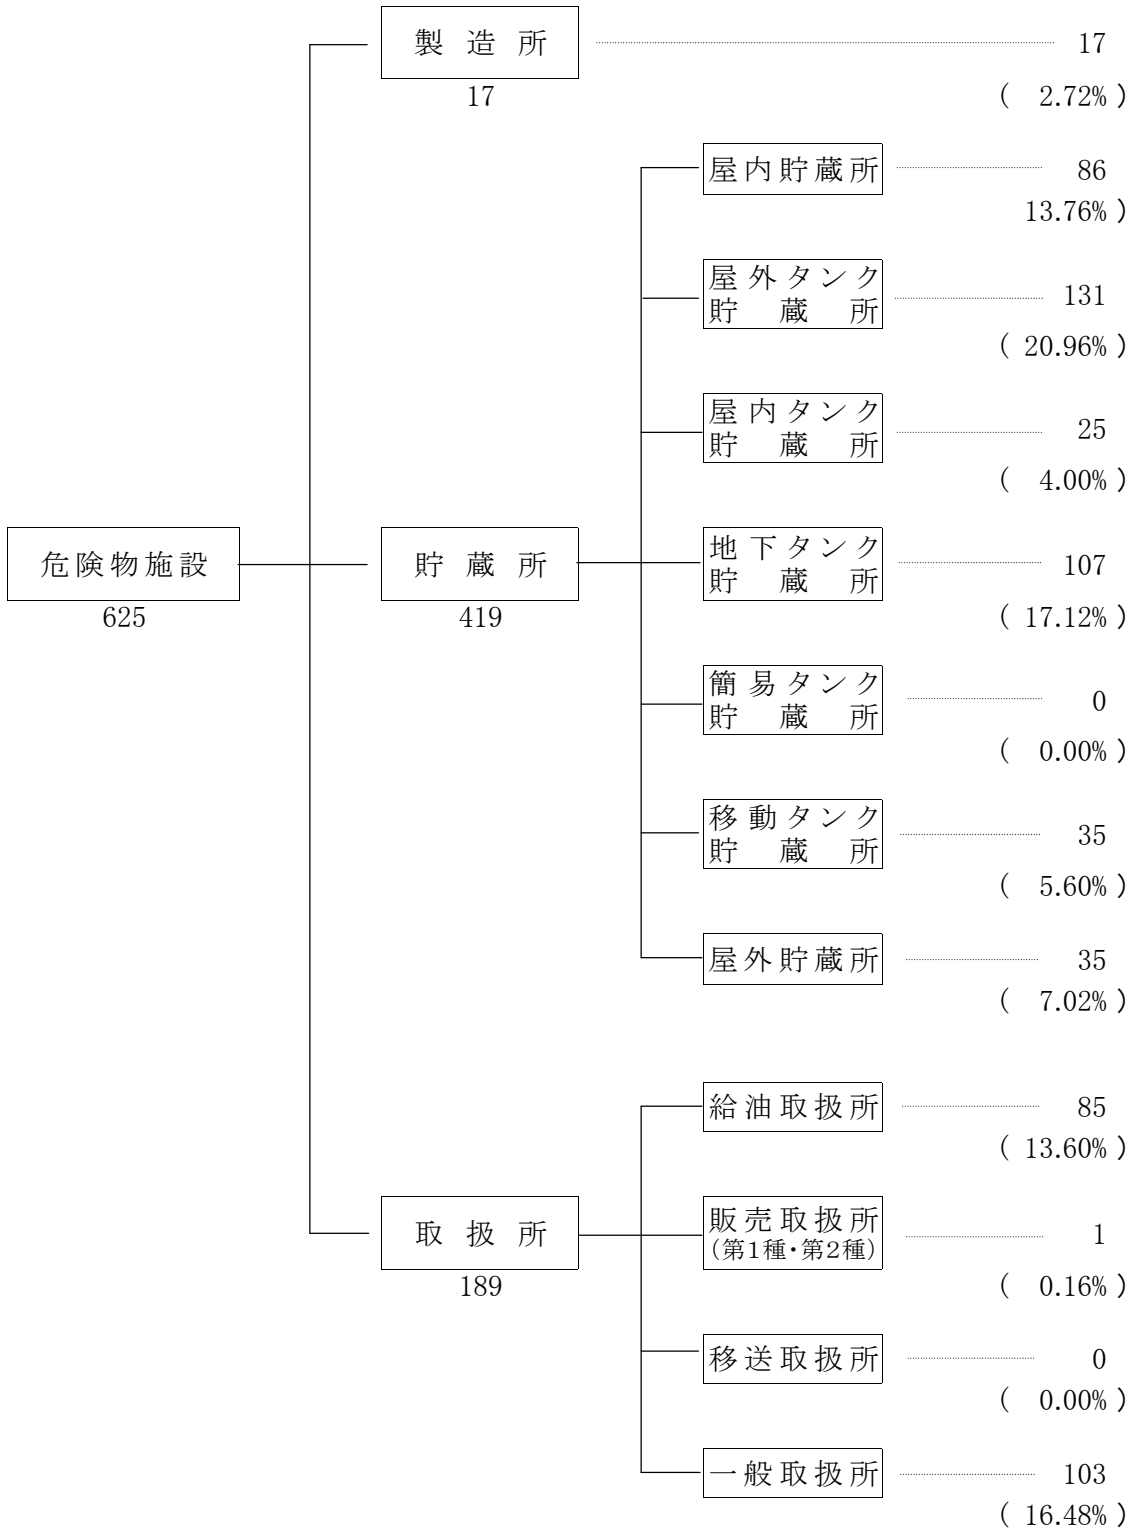 製造所 17
17
( 2.72% )
屋内貯蔵所 86
13.76% )
屋外タンク
貯蔵所 131
( 20.96% )
屋内タンク
貯蔵所 25
( 4.00% )
危険物施設
625
貯蔵所
419
地下タンク
貯蔵所 107
( 17.12% )
簡易タンク
貯蔵所 0
( 0.00% )
移動タンク
貯蔵所 35
( 5.60% )
屋外貯蔵所 35
( 7.02% )
給油取扱所 85
( 13.60% )
取扱所
189
販売取扱所
(第1種・第2種) 1
( 0.16% )
移送取扱所 0
( 0.00% )
一般取扱所 103
( 16.48% )